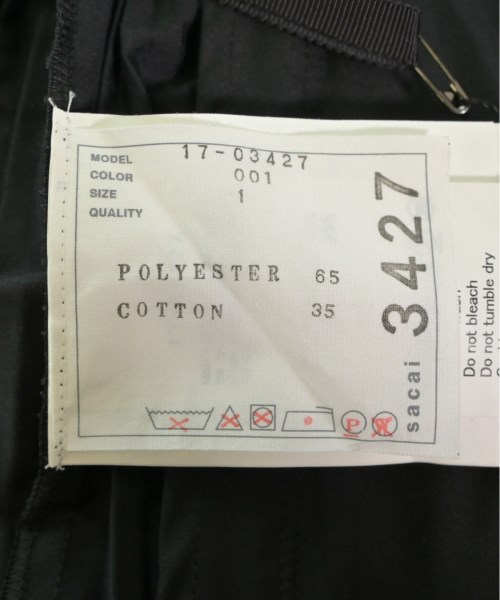 MODEL 17-03427
COLOR 001
SIZE 1
QUALITY
POLYESTER 65
COTTON 35
P
sacai 3427
Do not bleach
Do not tumble dry